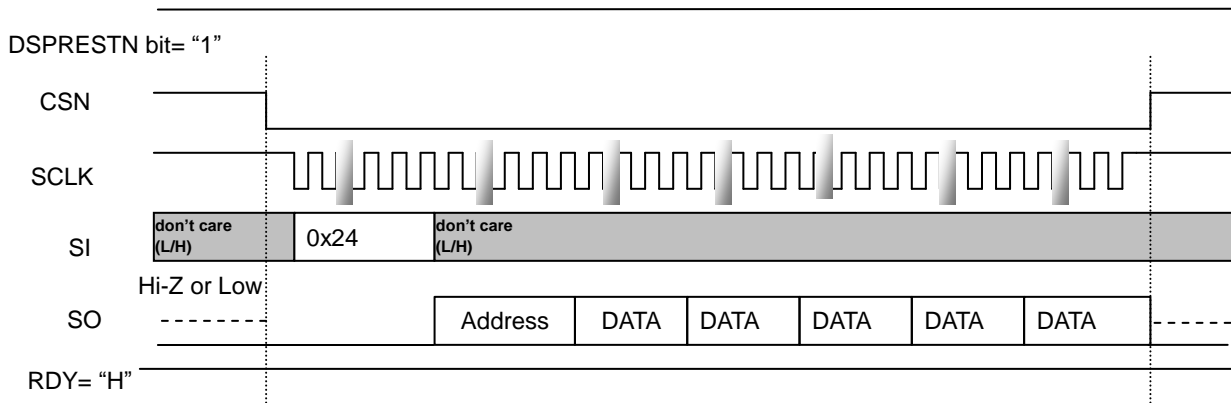 DSPRESTN bit= “1”
CSN
SCLK
SI
don’t care
(L/H)
0x24
don’t care
(L/H)
Hi-Z or Low
SO
Address
DATA
DATA
DATA
DATA
DATA
RDY= “H”